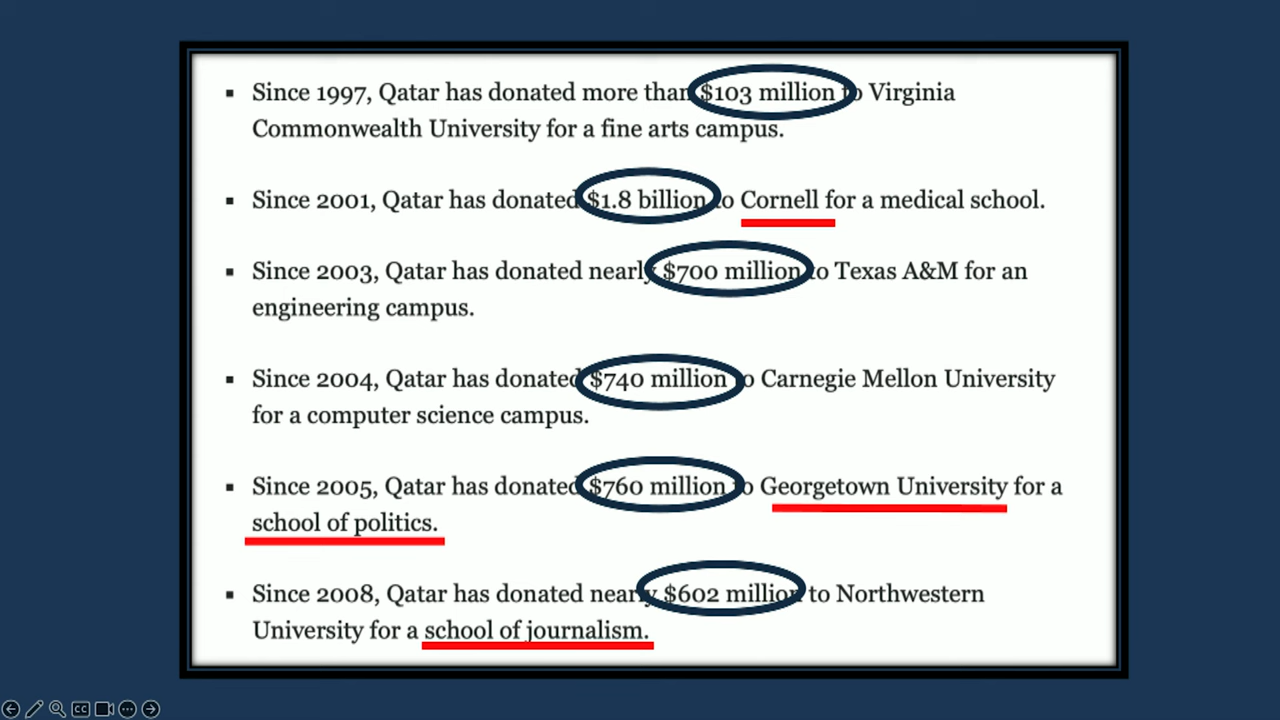 ▪ Since 1997, Qatar has donated more than $103 million to Virginia
Commonwealth University for a fine arts campus.
▪ Since 2001, Qatar has donated $1.8 billion to Cornell for a medical school.
▪ Since 2003, Qatar has donated nearly $700 million to Texas A&M for an
engineering campus.
▪ Since 2004, Qatar has donated $740 million to Carnegie Mellon University
for a computer science campus.
▪ Since 2005, Qatar has donated $760 million to Georgetown University for a
school of politics.
▪ Since 2008, Qatar has donated nearly $602 million to Northwestern
University for a school of journalism.
CC